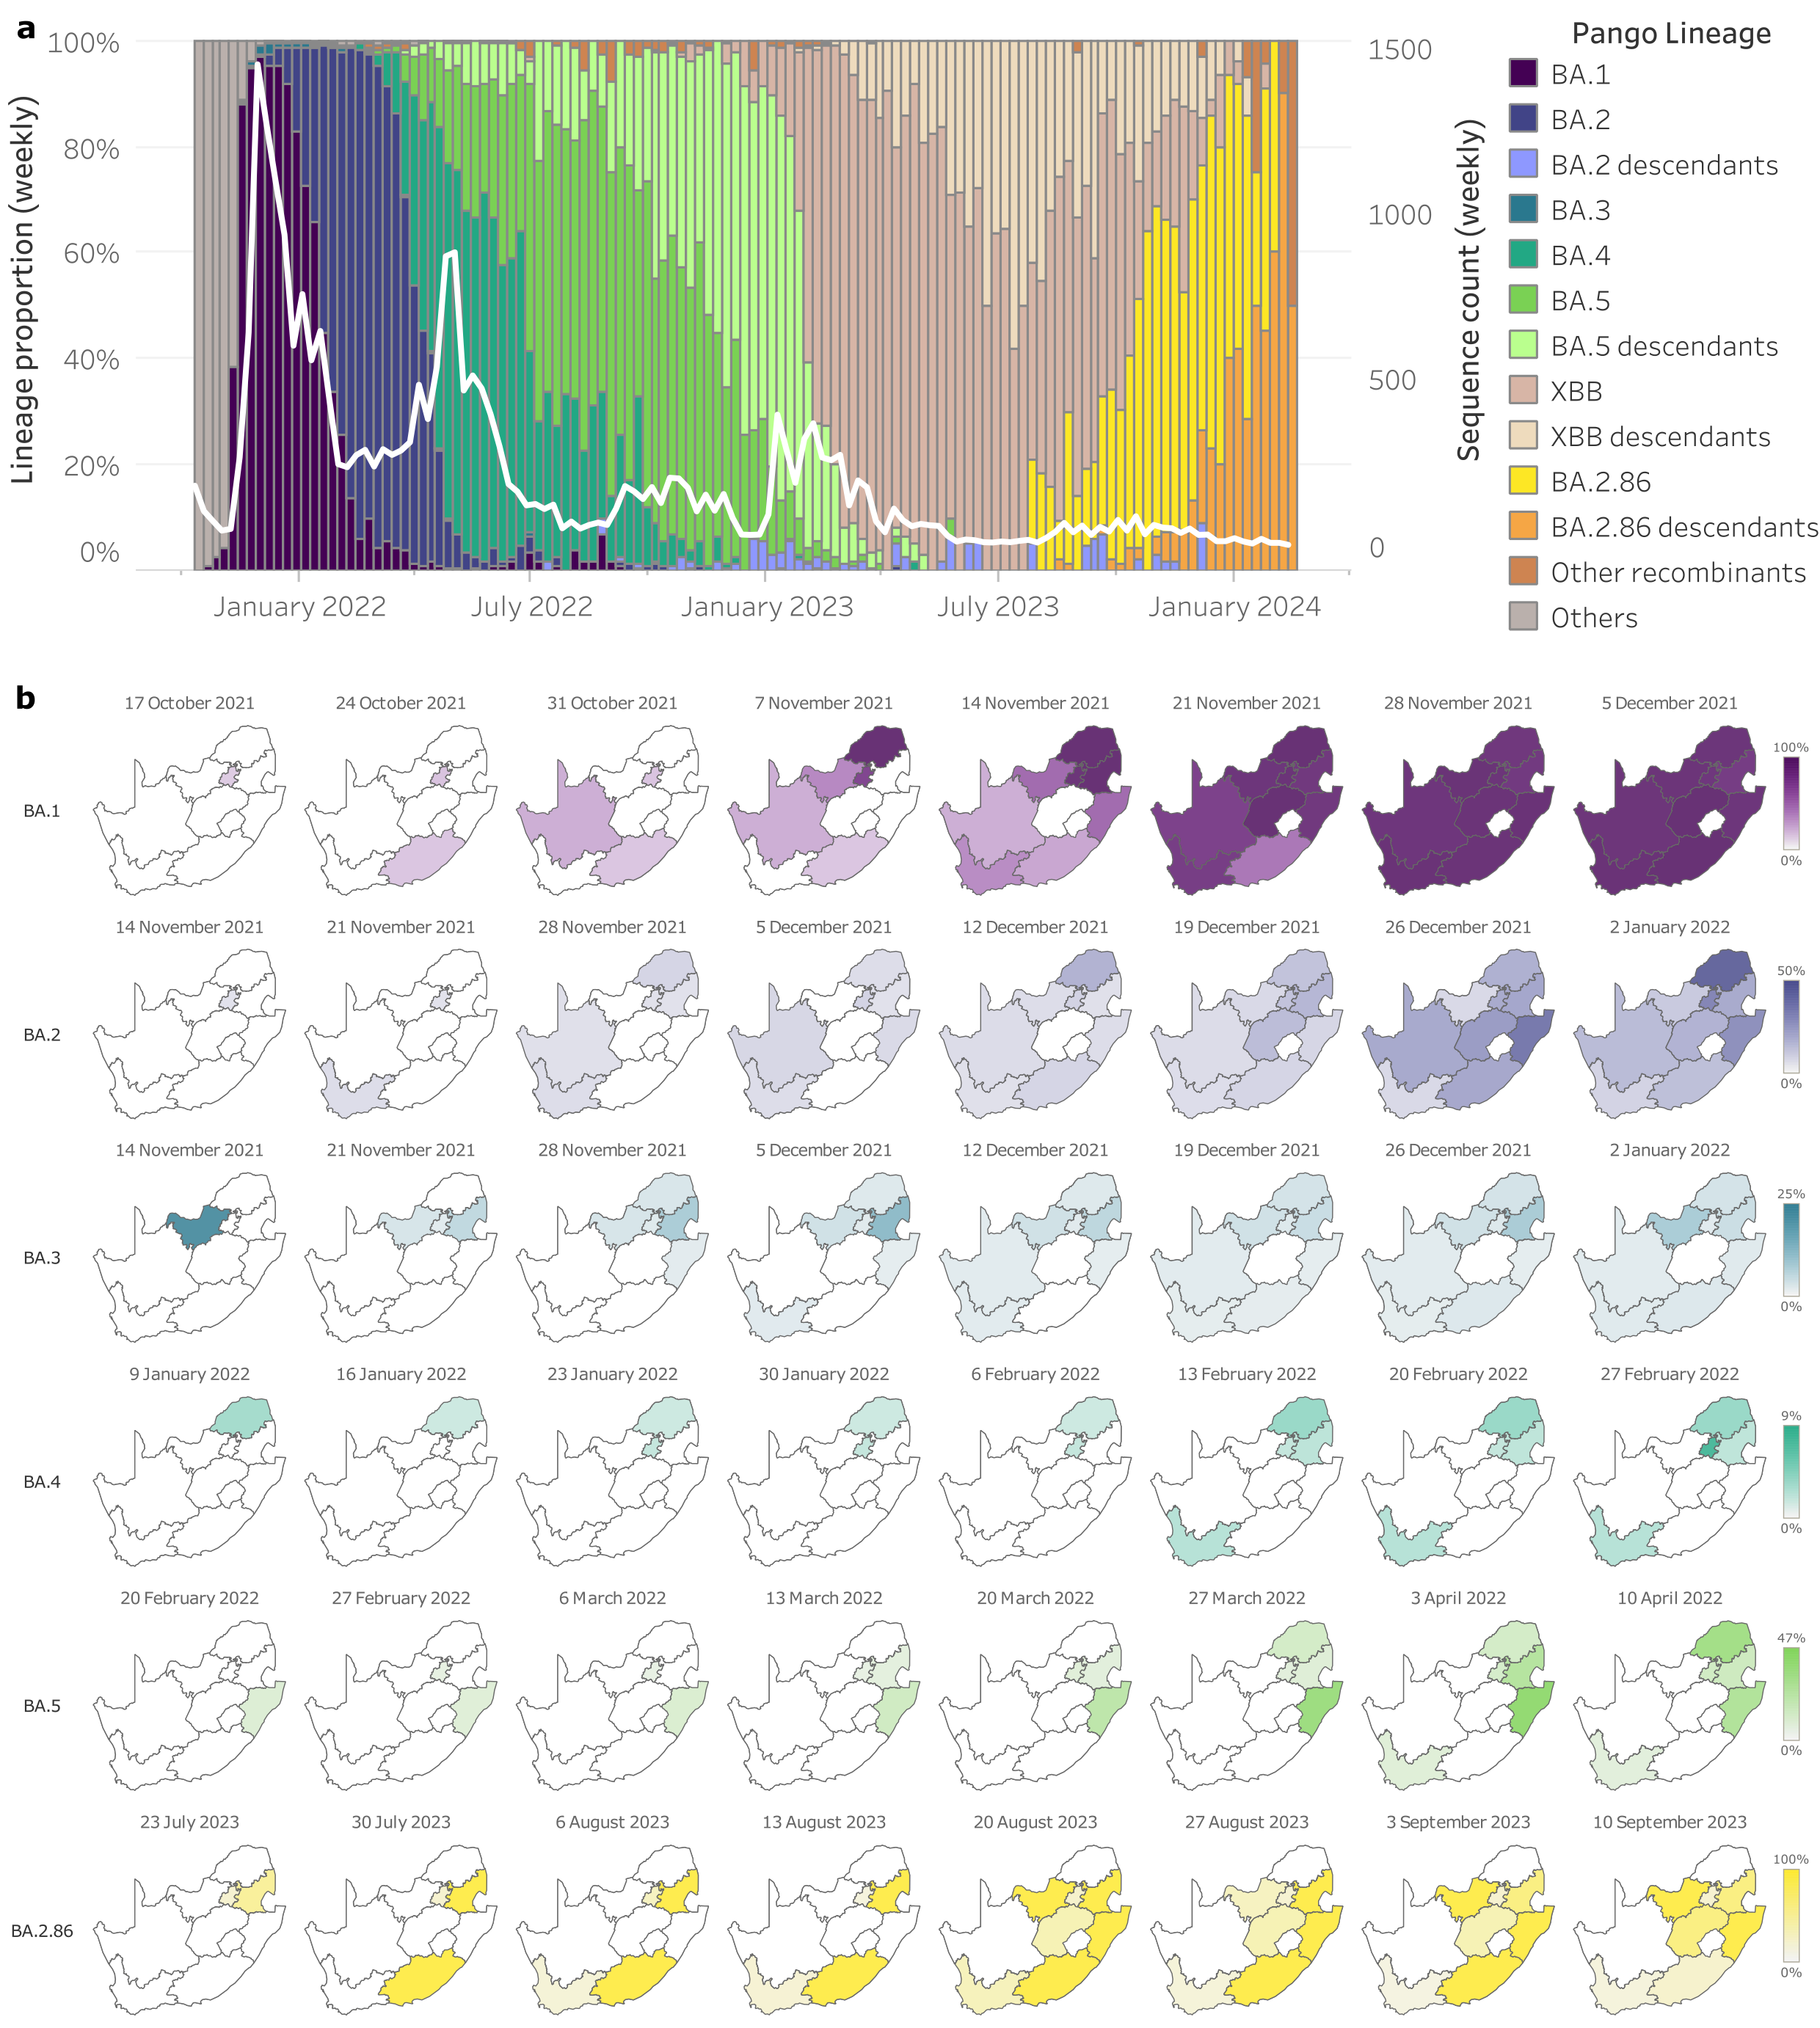 a
Pango Lineage
100%
80%
60%
40%
20%
0%
Lineage proportion (weekly)
1500
1000
500
0
Sequence count (weekly)
January 2022
July 2022
January 2023
July 2023
January 2024
BA.1
BA.2
BA.2 descendants
BA.3
BA.4
BA.5
BA.5 descendants
XBB
XBB descendants
BA.2.86
BA.2.86 descendants
Other recombinants
Others
b
17 October 2021 24 October 2021 31 October 2021 7 November 2021 14 November 2021 21 November 2021 28 November 2021 5 December 2021
BA.1
100%
0%
14 November 2021 21 November 2021 28 November 2021 5 December 2021 12 December 2021 19 December 2021 26 December 2021 2 January 2022
BA.2
50%
0%
14 November 2021 21 November 2021 28 November 2021 5 December 2021 12 December 2021 19 December 2021 26 December 2021 2 January 2022
BA.3
25%
0%
9 January 2022 16 January 2022 23 January 2022 30 January 2022 6 February 2022 13 February 2022 20 February 2022 27 February 2022
BA.4
9%
0%
20 February 2022 27 February 2022 6 March 2022 13 March 2022 20 March 2022 27 March 2022 3 April 2022 10 April 2022
BA.5
47%
0%
23 July 2023 30 July 2023 6 August 2023 13 August 2023 20 August 2023 27 August 2023 3 September 2023 10 September 2023
BA.2.86
100%
0%